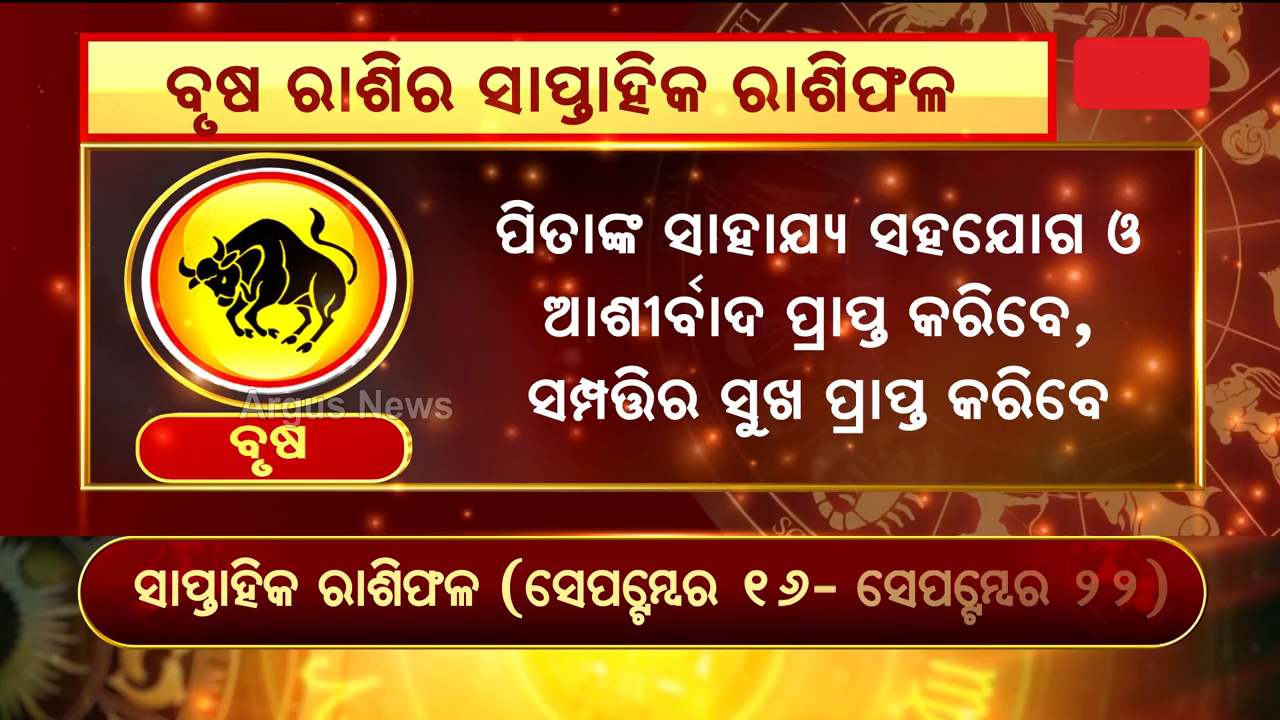 ବୃଷ ରାଶିର ସାପ୍ତାହିକ ରାଶିଫଳ
ପିତାଙ୍କ ସାହାଯ୍ୟ ସହଯୋଗ ଓ
ଆଶୀର୍ବାଦ ପ୍ରାପ୍ତ କରିବେ,
ସମ୍ପତ୍ତିର ସୁଖ ପ୍ରାପ୍ତ କରିବେ
Argus News
ବୃଷ
ସାପ୍ତାହିକ ରାଶିଫଳ (ସେପ୍ଟେମ୍ବର ୧୬- ସେପ୍ଟେମ୍ବର ୨୨)